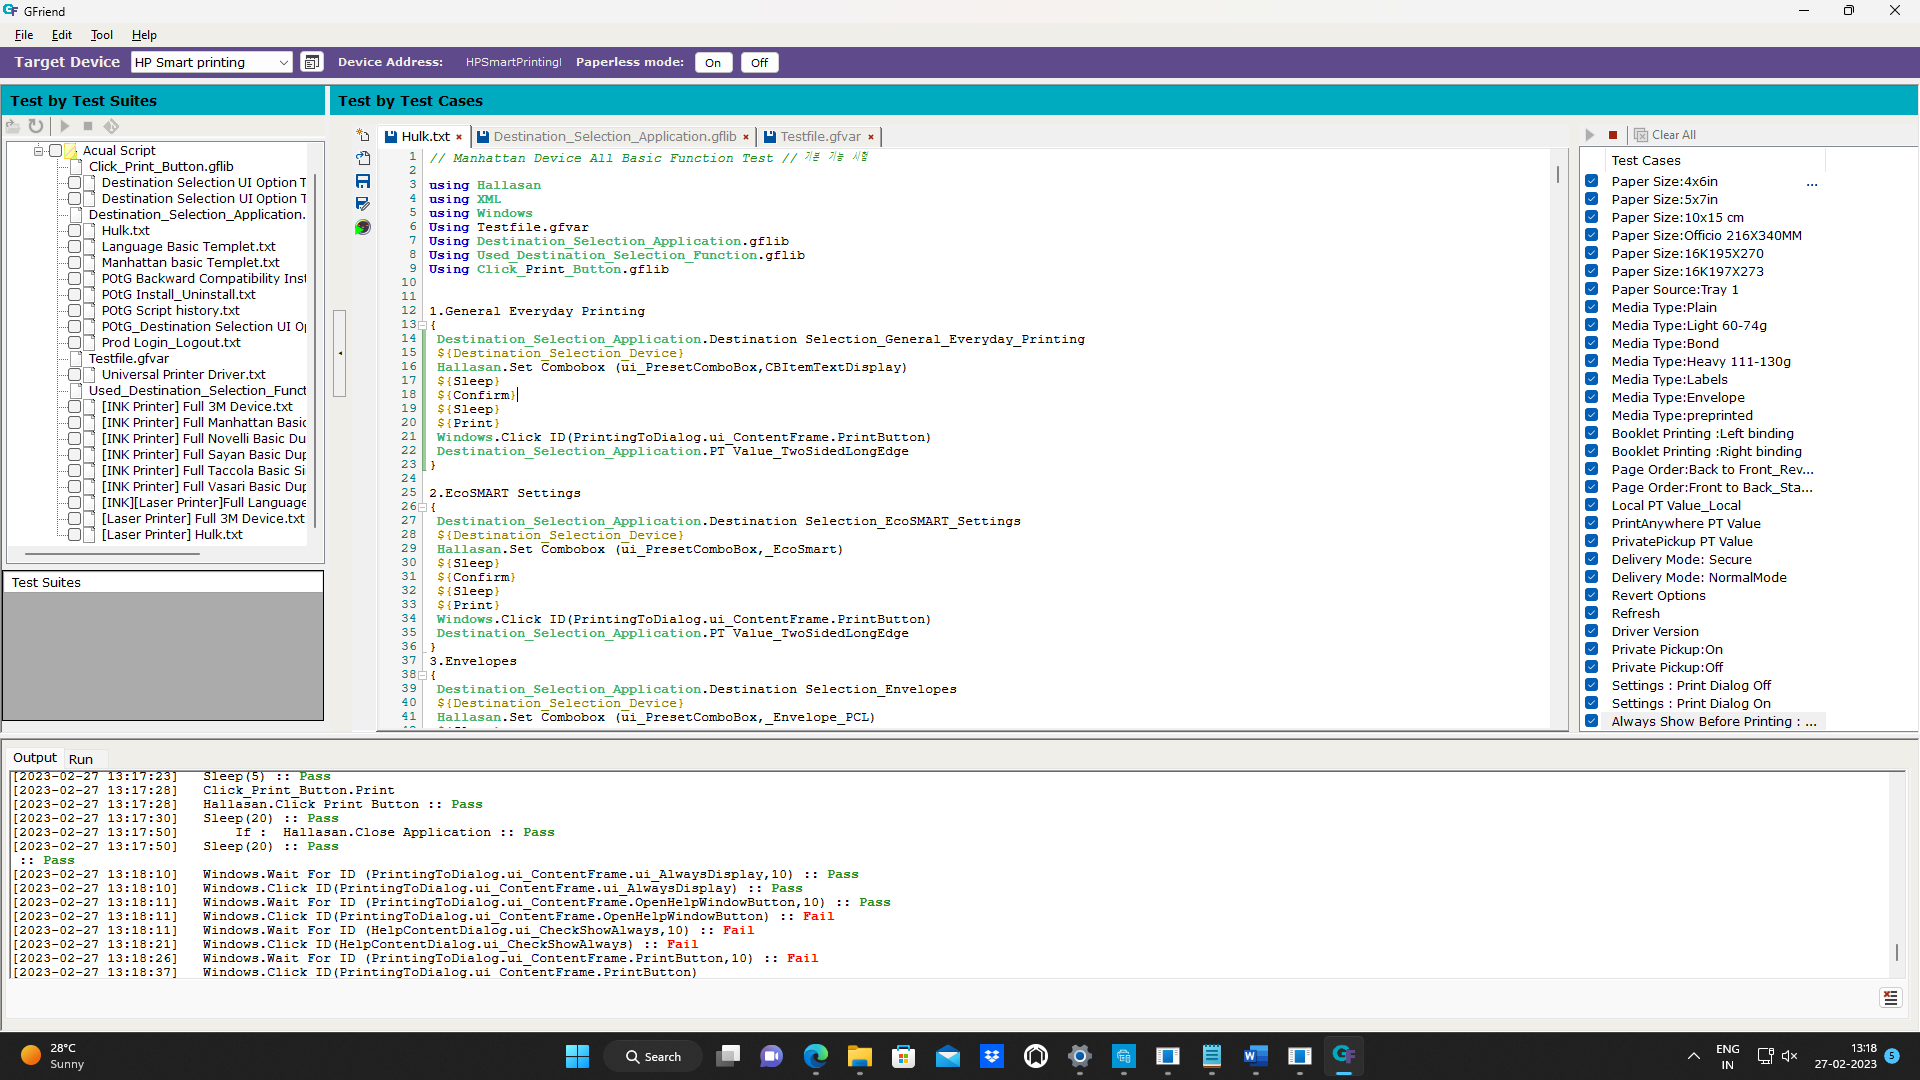 GFriend
File Edit Tool Help
Target Device HP Smart printing Device Address: HPSmartPrintingI Paperless mode: On Off
Test by Test Suites
Acual Script
Click_Print_Button.gflib
Destination Selection UI Option T
Destination Selection UI Option T
Destination_Selection_Application.
Hulk.txt
Language Basic Templet.txt
Manhattan basic Templet.txt
POtG Backward Compatibility Inst
POtG Install_Uninstall.txt
POtG Script history.txt
POtG_Destination Selection UI Op
Prod Login_Logout.txt
Testfile.gfvar
Universal Printer Driver.txt
Used_Destination_Selection_Funct
[INK Printer] Full 3M Device.txt
[INK Printer] Full Manhattan Basic
[INK Printer] Full Novelli Basic Du
[INK Printer] Full Sayan Basic Dup
[INK Printer] Full Taccola Basic Si
[INK Printer] Full Vasari Basic Dup
[INK][Laser Printer]Full Language
[Laser Printer] Full 3M Device.txt
[Laser Printer] Hulk.txt
Test Suites
Test by Test Cases
Hulk.txt × Destination_Selection_Application.gflib × Testfile.gfvar ×
1 // Manhattan Device All Basic Function Test // 기본 기능 시험
2
3 using Hallasan
4 using XML
5 using Windows
6 Using Testfile.gfvar
7 Using Destination_Selection_Application.gflib
8 Using Used_Destination_Selection_Function.gflib
9 Using Click_Print_Button.gflib
10
11
12 1.General Everyday Printing
13 {
14 Destination_Selection_Application.Destination Selection_General_Everyday_Printing
15 ${Destination_Selection_Device}
16 Hallasan.Set Combobox (ui_PresetComboBox,CBItemTextDisplay)
17 ${Sleep}
18 ${Confirm}
19 ${Sleep}
20 ${Print}
21 Windows.Click ID(PrintingToDialog.ui_ContentFrame.PrintButton)
22 Destination_Selection_Application.PT Value_TwoSidedLongEdge
23 }
24
25 2.EcoSMART Settings
26 {
27 Destination_Selection_Application.Destination Selection_EcoSMART_Settings
28 ${Destination_Selection_Device}
29 Hallasan.Set Combobox (ui_PresetComboBox,_EcoSmart)
30 ${Sleep}
31 ${Confirm}
32 ${Sleep}
33 ${Print}
34 Windows.Click ID(PrintingToDialog.ui_ContentFrame.PrintButton)
35 Destination_Selection_Application.PT Value_TwoSidedLongEdge
36 }
37 3.Envelopes
38 {
39 Destination_Selection_Application.Destination Selection_Envelopes
40 ${Destination_Selection_Device}
41 Hallasan.Set Combobox (ui_PresetComboBox,_Envelope_PCL)
Clear All
Test Cases
Paper Size:4x6in ...
Paper Size:5x7in
Paper Size:10x15 cm
Paper Size:Officio 216X340MM
Paper Size:16K195X270
Paper Size:16K197X273
Paper Source:Tray 1
Media Type:Plain
Media Type:Light 60-74g
Media Type:Bond
Media Type:Heavy 111-130g
Media Type:Labels
Media Type:Envelope
Media Type:preprinted
Booklet Printing :Left binding
Booklet Printing :Right binding
Page Order:Back to Front_Rev...
Page Order:Front to Back_Sta...
Local PT Value_Local
PrintAnywhere PT Value
PrivatePickup PT Value
Delivery Mode: Secure
Delivery Mode: NormalMode
Revert Options
Refresh
Driver Version
Private Pickup:On
Private Pickup:Off
Settings : Print Dialog Off
Settings : Print Dialog On
Always Show Before Printing : ...
Output Run
[2023-02-27 13:17:23] Sleep(5) :: Pass
[2023-02-27 13:17:28] Click_Print_Button.Print
[2023-02-27 13:17:28] Hallasan.Click Print Button :: Pass
[2023-02-27 13:17:30] Sleep(20) :: Pass
[2023-02-27 13:17:50] If : Hallasan.Close Application :: Pass
[2023-02-27 13:17:50] Sleep(20) :: Pass
:: Pass
[2023-02-27 13:18:10] Windows.Wait For ID (PrintingToDialog.ui_ContentFrame.ui_AlwaysDisplay,10) :: Pass
[2023-02-27 13:18:10] Windows.Click ID(PrintingToDialog.ui_ContentFrame.ui_AlwaysDisplay) :: Pass
[2023-02-27 13:18:11] Windows.Wait For ID (PrintingToDialog.ui_ContentFrame.OpenHelpWindowButton,10) :: Pass
[2023-02-27 13:18:11] Windows.Click ID(PrintingToDialog.ui_ContentFrame.OpenHelpWindowButton) :: Fail
[2023-02-27 13:18:11] Windows.Wait For ID (HelpContentDialog.ui_CheckShowAlways,10) :: Fail
[2023-02-27 13:18:21] Windows.Click ID(HelpContentDialog.ui_CheckShowAlways) :: Fail
[2023-02-27 13:18:26] Windows.Wait For ID (PrintingToDialog.ui_ContentFrame.PrintButton,10) :: Fail
[2023-02-27 13:18:37] Windows.Click ID(PrintingToDialog.ui_ContentFrame.PrintButton)
28°C
Sunny
Search
ENG
IN
13:18
27-02-2023
5